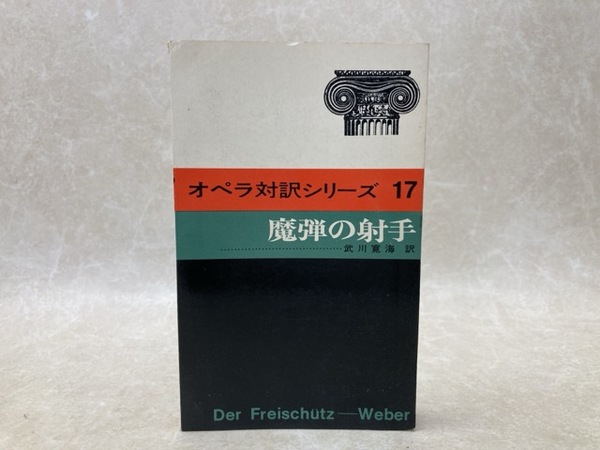 オペラ対訳シリーズ 17
魔弾の射手
武川寛海 訳
Der Freischütz—Weber